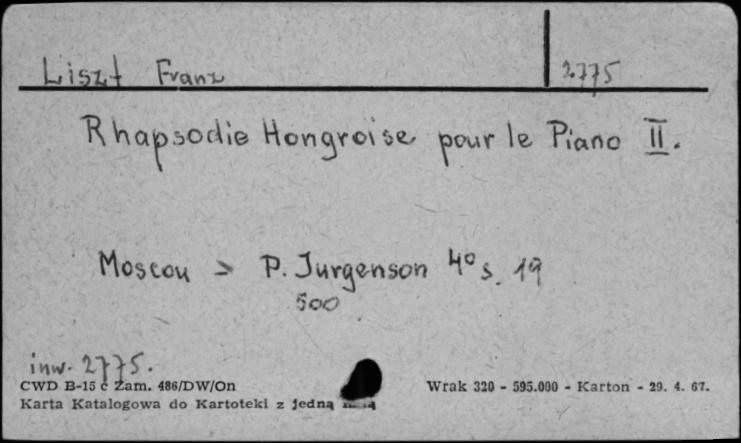 Liszt Franz 2775
Rhapsodie Hongroise pour le Piano II.
Moscou > P. Jurgenson 4° s. 19
500
inw. 2775.
CWD B-15 c Zam. 486/DW/On
Wrak 320 - 595.000 - Karton - 29. 4. 67.
Karta Katalogowa do Kartoteki z jedną